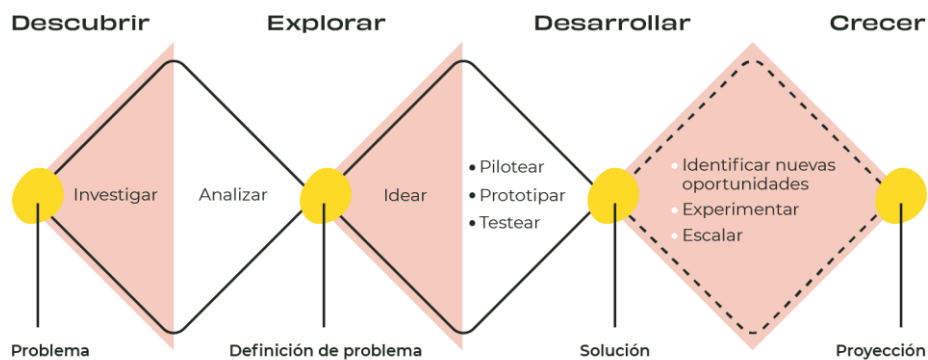 Descubrir
Explorar
Desarrollar
Crecer
Investigar
Analizar
Idear
• Pilotear
• Prototipar
• Testear
• Identificar nuevas
oportunidades
• Experimentar
• Escalar
Problema
Definición de problema
Solución
Proyección